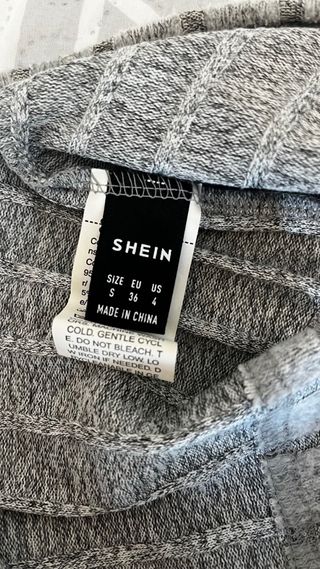 SHEIN
SIZE EU US
S 36 4
MADE IN CHINA
COLD. GENTLE CYCL
E. DO NOT BLEACH. T
UMBLE DRY LOW. LO
W IRON IF NEEDED. D